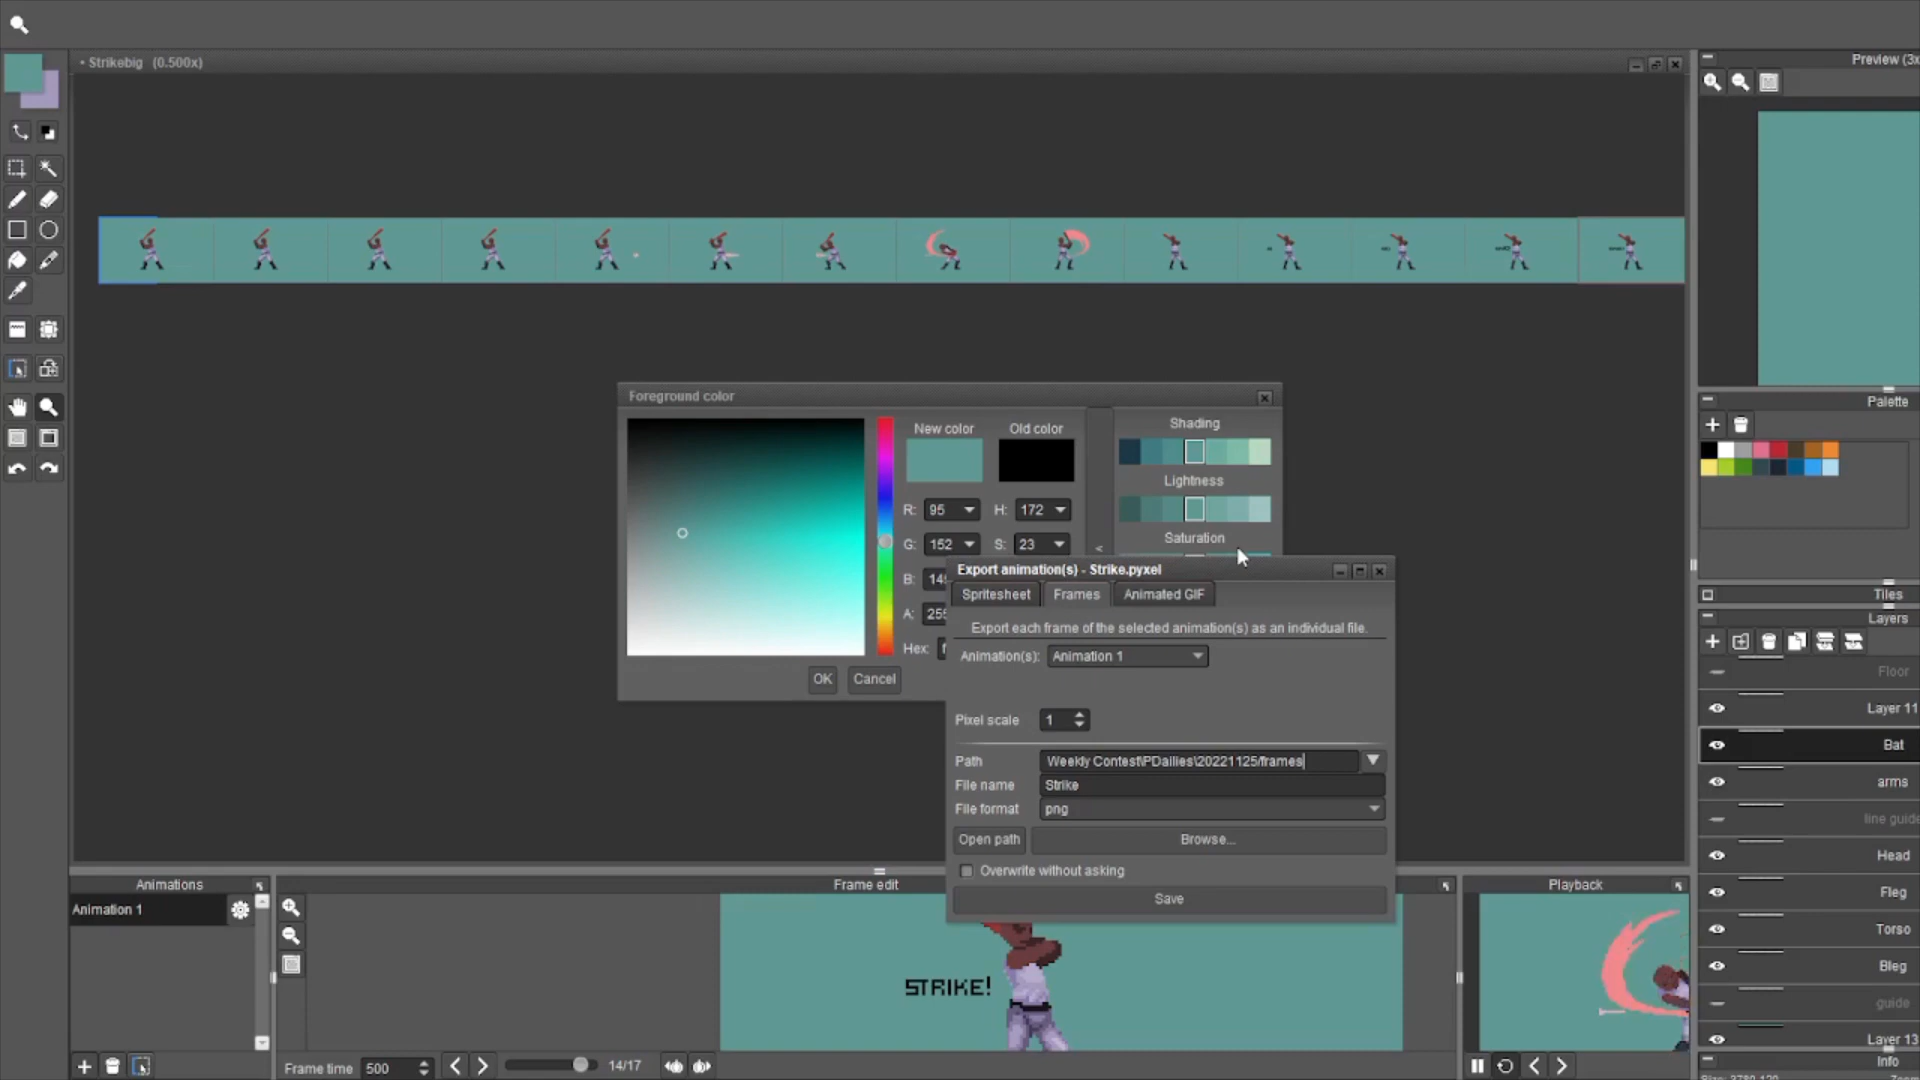 • Strikebig (0.500x)
Preview (3x
Foreground color
New color
Old color
Shading
Lightness
Saturation
R: 95
H: 172
G: 152
S: 23
B:
A: 255
Hex:
OK
Cancel
<
Export animation(s) - Strike.pyxel
Spritesheet
Frames
Animated GIF
Export each frame of the selected animation(s) as an individual file.
Animation(s): Animation 1
Pixel scale 1
Path Weekly Contest\PDailies\20221125/frames
File name Strike
File format png
Open path
Browse...
Overwrite without asking
Save
Palette
Tiles
Layers
Floor
Layer 11
Bat
arms
line guide
Head
Fleg
Torso
Bleg
guide
Layer 13
Info
Animations
Animation 1
Frame edit
STRIKE!
Playback
Frame time 500
14/17